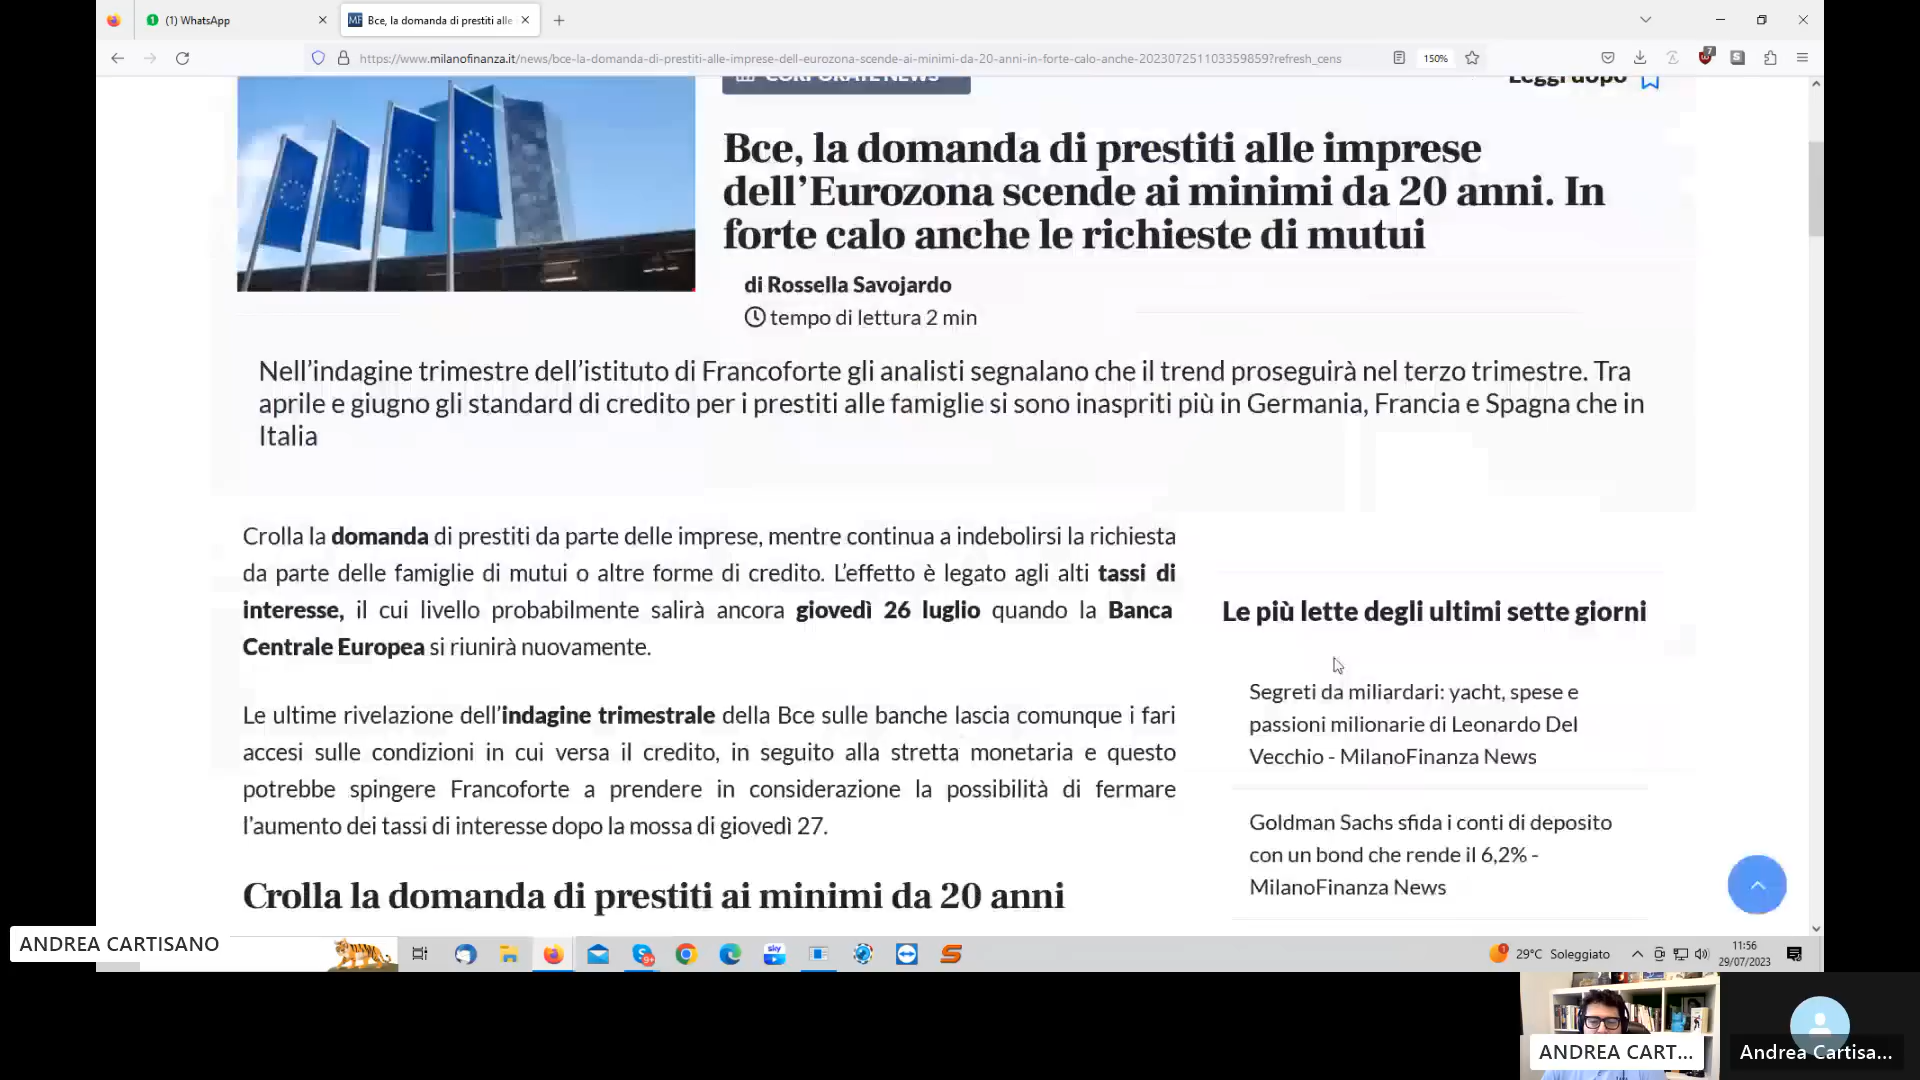 (1) WhatsApp
Bce, la domanda di prestiti alle
https://www.milanofinanza.it/news/bce-la-domanda-di-prestiti-alle-imprese-dell-eurozona-scende-ai-minimi-da-20-anni-in-forte-calo-anche-202307251103359859?refresh_cens
150%
7
CORPORATE NEWS
Leggi dopo
Bce, la domanda di prestiti alle imprese
dell’Eurozona scende ai minimi da 20 anni. In
forte calo anche le richieste di mutui
di Rossella Savojardo
tempo di lettura 2 min
Nell’indagine trimestre dell’istituto di Francoforte gli analisti segnalano che il trend proseguirà nel terzo trimestre. Tra
aprile e giugno gli standard di credito per i prestiti alle famiglie si sono inaspriti più in Germania, Francia e Spagna che in
Italia
Crolla la domanda di prestiti da parte delle imprese, mentre continua a indebolirsi la richiesta
da parte delle famiglie di mutui o altre forme di credito. L’effetto è legato agli alti tassi di
interesse, il cui livello probabilmente salirà ancora giovedì 26 luglio quando la Banca
Centrale Europea si riunirà nuovamente.
Le ultime rivelazione dell’indagine trimestrale della Bce sulle banche lascia comunque i fari
accesi sulle condizioni in cui versa il credito, in seguito alla stretta monetaria e questo
potrebbe spingere Francoforte a prendere in considerazione la possibilità di fermare
l’aumento dei tassi di interesse dopo la mossa di giovedì 27.
Crolla la domanda di prestiti ai minimi da 20 anni
Le più lette degli ultimi sette giorni
Segreti da miliardari: yacht, spese e
passioni milionarie di Leonardo Del
Vecchio - MilanoFinanza News
Goldman Sachs sfida i conti di deposito
con un bond che rende il 6,2% -
MilanoFinanza News
ANDREA CARTISANO
9+
sky
29°C Soleggiato
11:56
29/07/2023
ANDREA CART...
Andrea Cartisa...